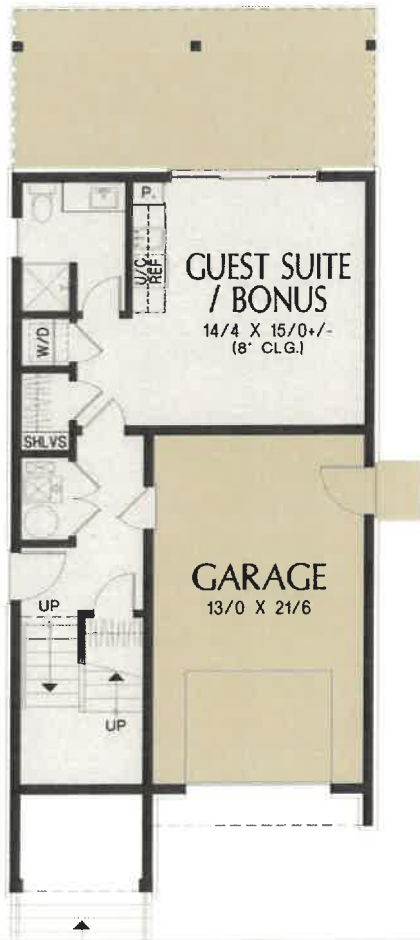 P.
U/C
REF
GUEST SUITE
/ BONUS
14/4 X 15/0+/-
(8' CLG.)
W/D
SHLVS
GARAGE
13/0 X 21/6
UP
UP